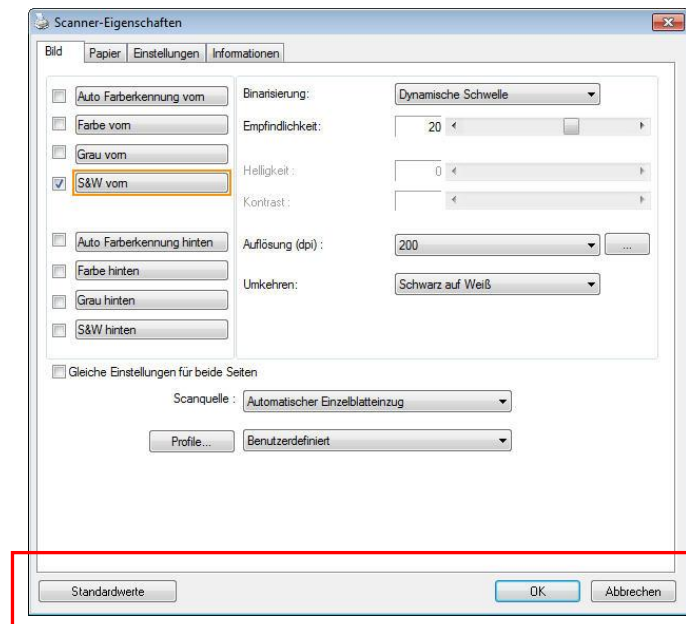 Scanner-Eigenschaften
Bild Papier Einstellungen Informationen
Auto Farberkennung vorn
Farbe vorn
Grau vorn
S&W vorn
Auto Farberkennung hinten
Farbe hinten
Grau hinten
S&W hinten
Binarisierung: Dynamische Schwelle
Empfindlichkeit: 20
Helligkeit : 0
Kontrast :
Auflösung (dpi) : 200 ...
Umkehren: Schwarz auf Weiß
Gleiche Einstellungen für beide Seiten
Scanquelle : Automatischer Einzelblatteinzug
Profile... Benutzerdefiniert
Standardwerte OK Abbrechen